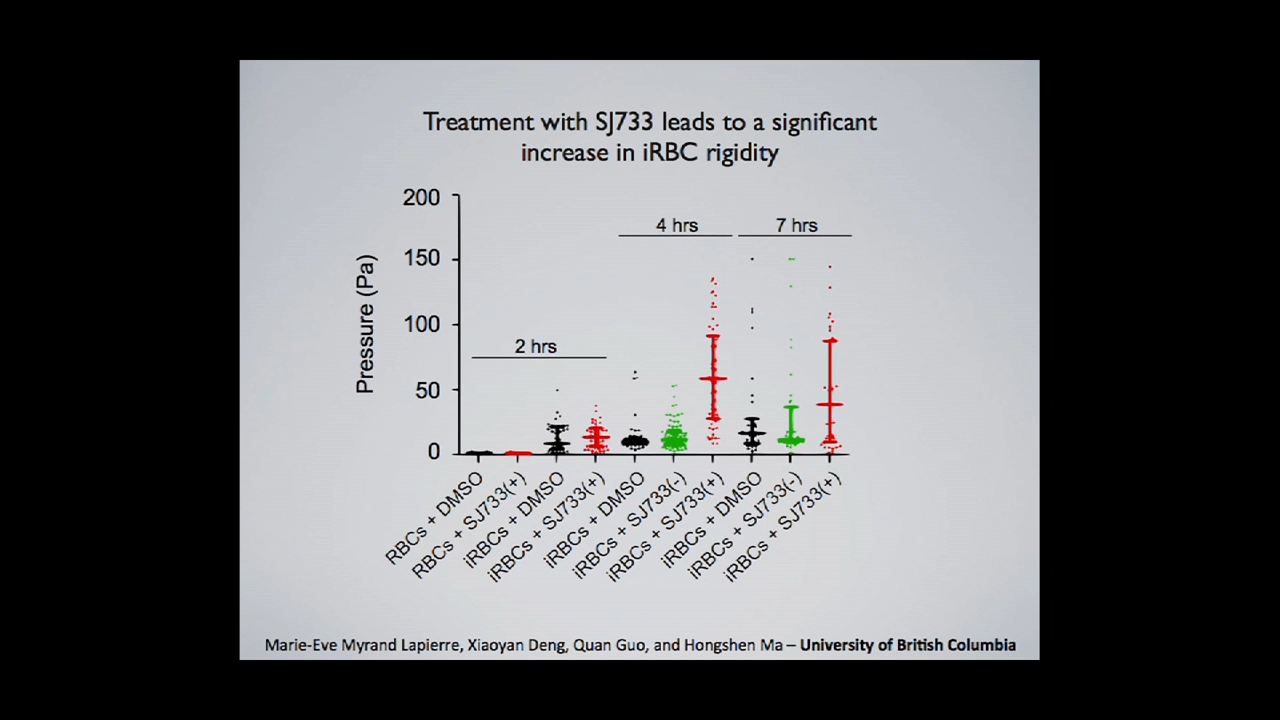 Treatment with SJ733 leads to a significant
increase in iRBC rigidity
Pressure (Pa)
200
150
100
50
0
2 hrs
4 hrs
7 hrs
RBCs + DMSO
RBCs + SJ733(+)
iRBCs + DMSO
iRBCs + SJ733(+)
iRBCs + DMSO
iRBCs + SJ733(-)
iRBCs + SJ733(+)
iRBCs + DMSO
iRBCs + SJ733(-)
iRBCs + SJ733(+)
Marie-Eve Myrand Lapierre, Xiaoyan Deng, Quan Guo, and Hongshen Ma – University of British Columbia